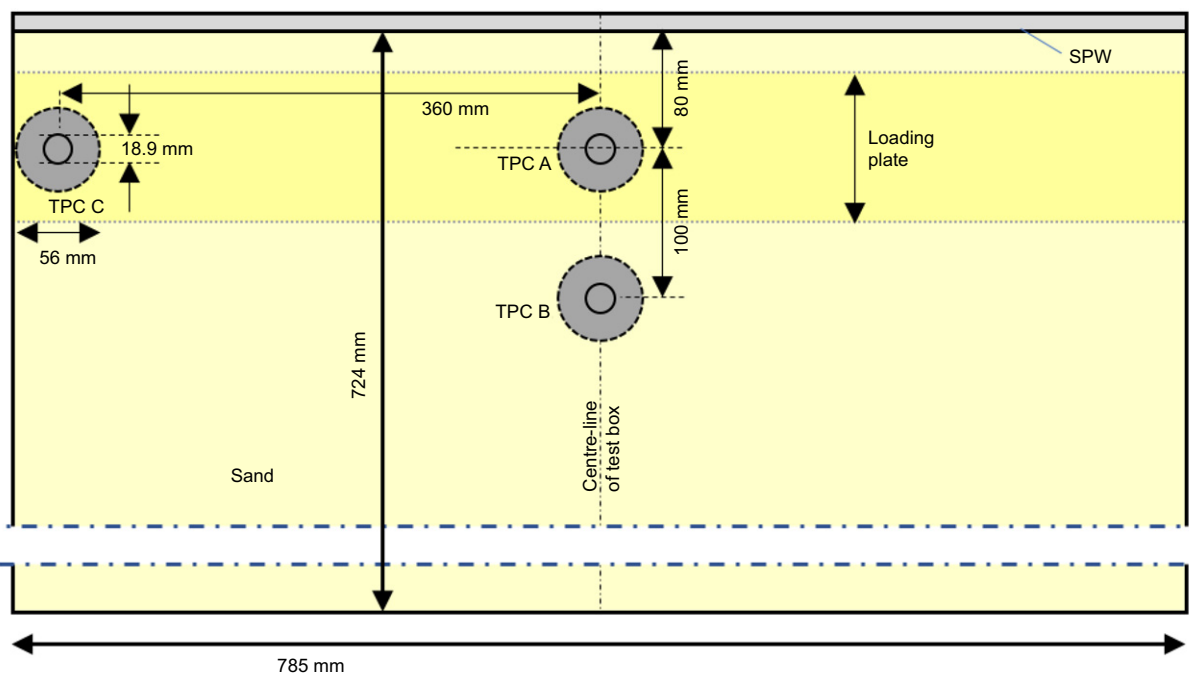 SPW
80 mm
360 mm
Loading
plate
18.9 mm
TPC A
TPC C
100 mm
56 mm
TPC B
724 mm
Centre-line
of test box
Sand
785 mm